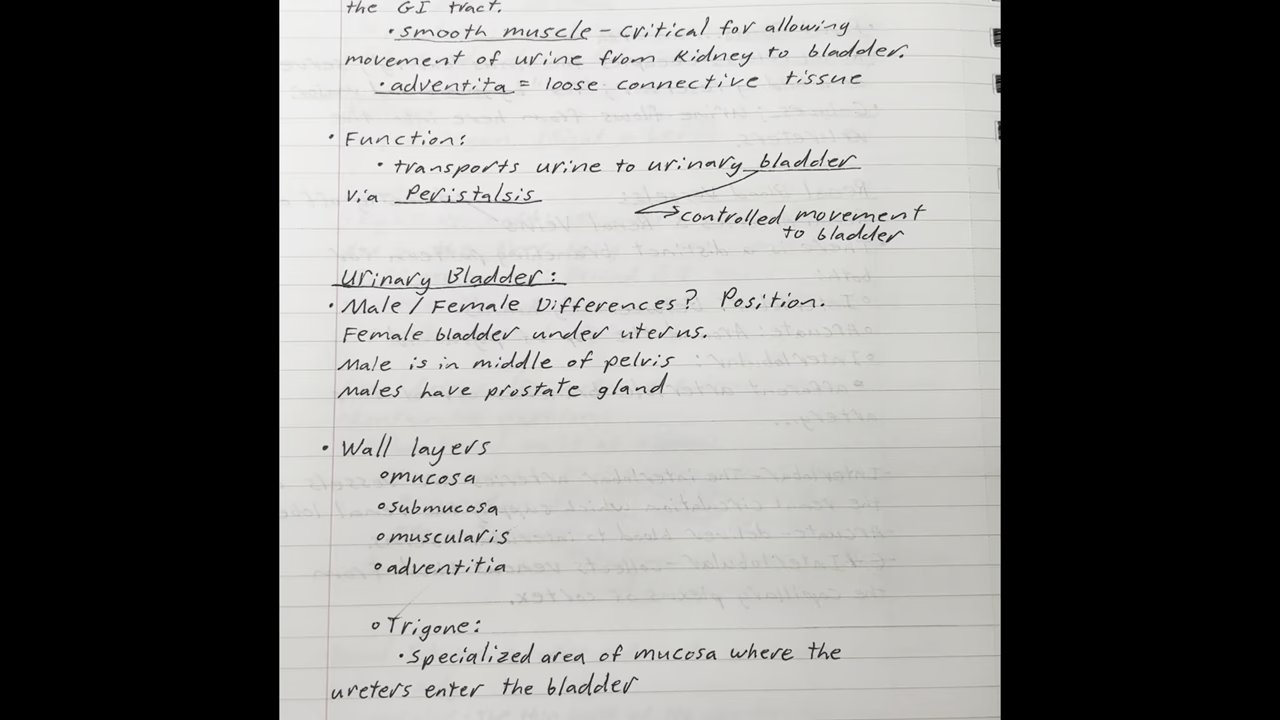 the GI tract.
• smooth muscle - critical for allowing
movement of urine from Kidney to bladder.
• adventita = loose connective tissue
• Function:
• transports urine to urinary bladder
via Peristalsis
controlled movement
to bladder
Urinary Bladder:
• Male / Female Differences? Position.
Female bladder under uterus.
Male is in middle of pelvis
Males have prostate gland
• Wall layers
° mucosa
° submucosa
° muscularis
° adventitia
° Trigone:
• specialized area of mucosa where the
ureters enter the bladder